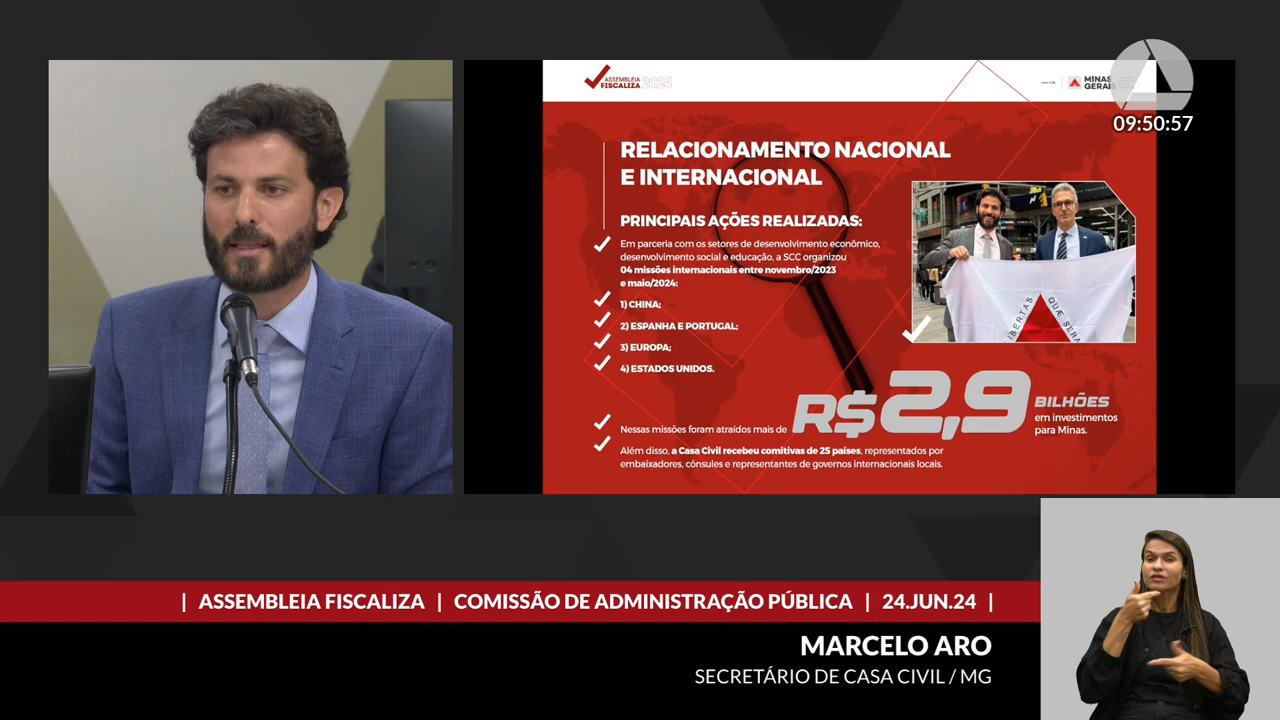 ASSEMBLEIA
FISCALIZA 2024
MINAS
GERAIS
09:50:57
RELACIONAMENTO NACIONAL
E INTERNACIONAL
PRINCIPAIS AÇÕES REALIZADAS:
Em parceria com os setores de desenvolvimento econômico,
desenvolvimento social e educação, a SCC organizou
04 missões internacionais entre novembro/2023
e maio/2024:
1) CHINA;
2) ESPANHA E PORTUGAL;
3) EUROPA;
4) ESTADOS UNIDOS.
LIBERTAS QUÆ SERA
Nessas missões foram atraídos mais de R$ 2,9 BILHÕES
em investimentos
para Minas.
Além disso, a Casa Civil recebeu comitivas de 25 países, representados por
embaixadores, cônsules e representantes de governos internacionais locais.
| ASSEMBLEIA FISCALIZA | COMISSÃO DE ADMINISTRAÇÃO PÚBLICA | 24.JUN.24 |
MARCELO ARO
SECRETÁRIO DE CASA CIVIL / MG